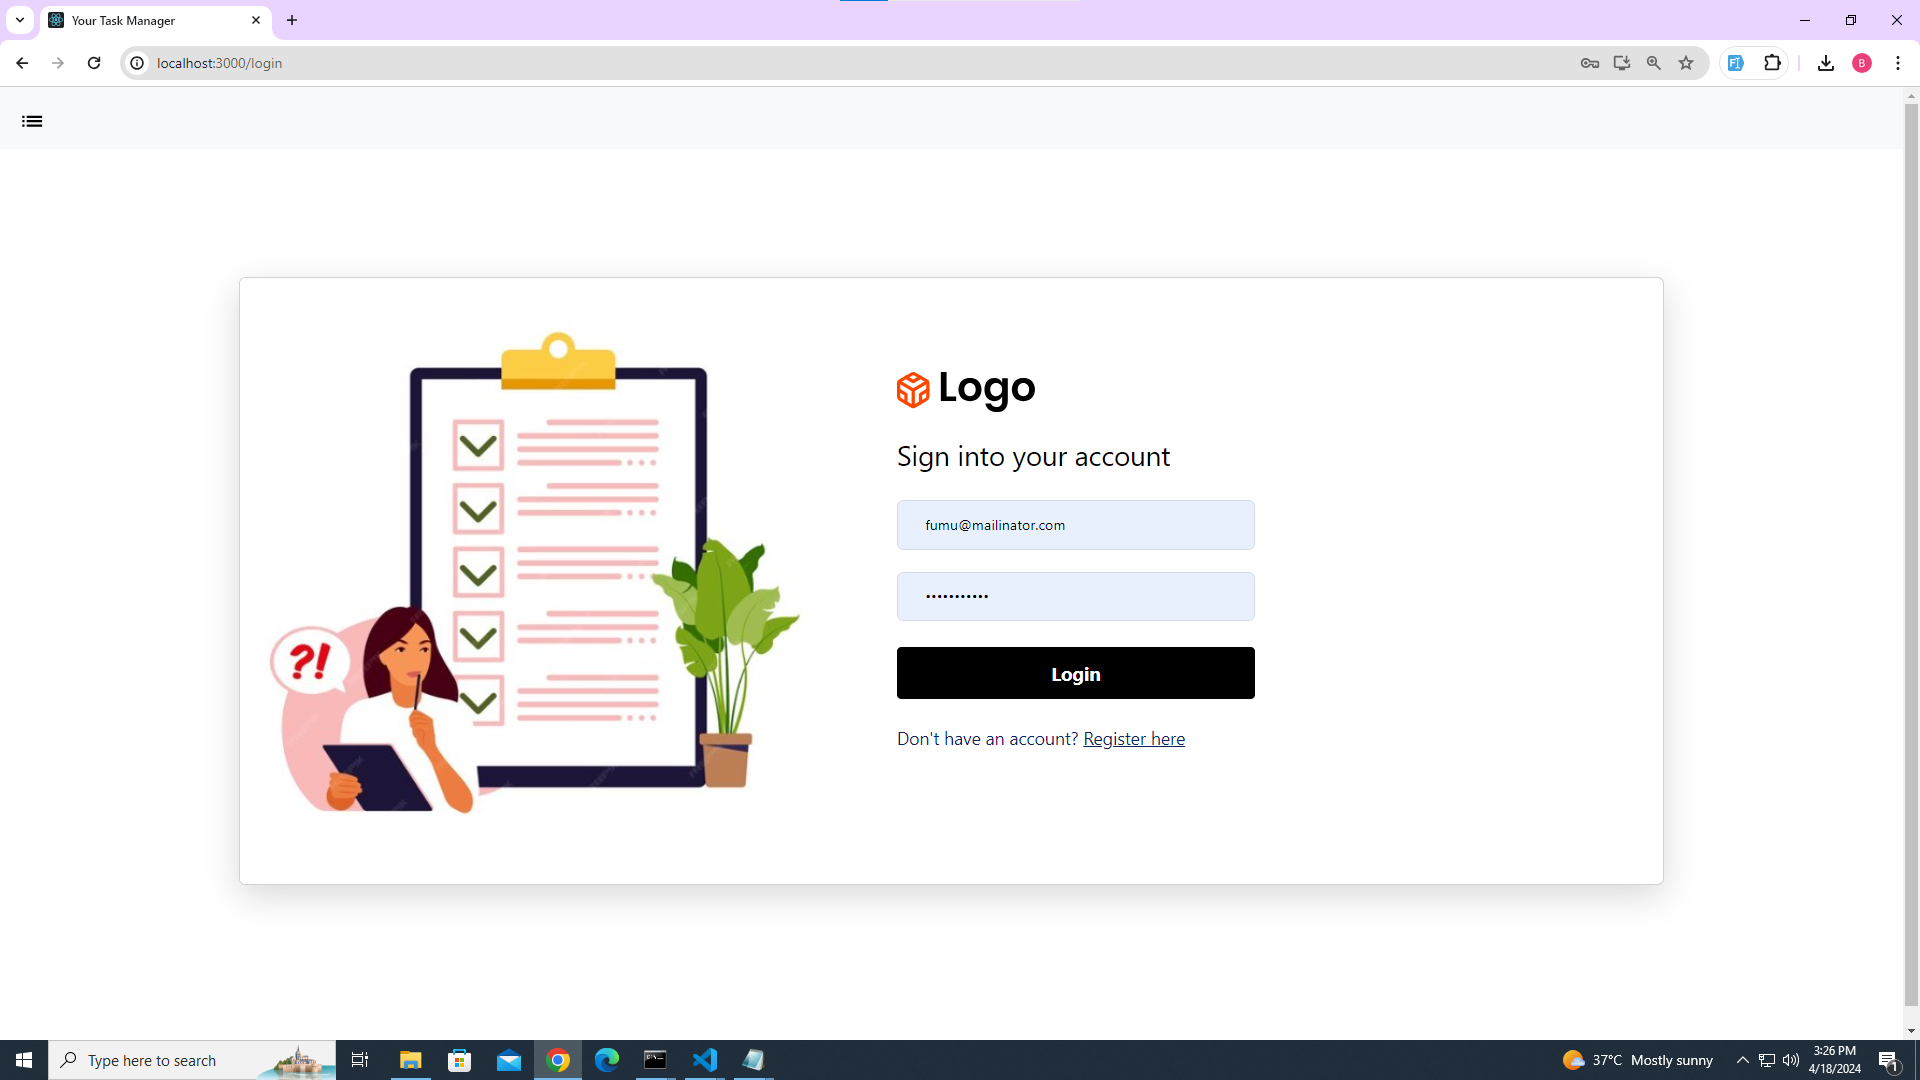 Your Task Manager
localhost:3000/login
B
?!
Logo
Sign into your account
fumu@mailinator.com
•••••••••••
Login
Don't have an account? Register here
Type here to search
37°C Mostly sunny
3:26 PM
4/18/2024
1